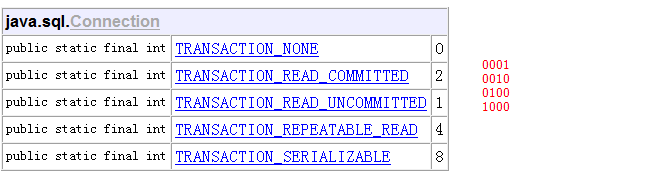 java.sql.Connection
public static final int TRANSACTION_NONE 0
public static final int TRANSACTION_READ_COMMITTED 2
public static final int TRANSACTION_READ_UNCOMMITTED 1
public static final int TRANSACTION_REPEATABLE_READ 4
public static final int TRANSACTION_SERIALIZABLE 8
0001
0010
0100
1000